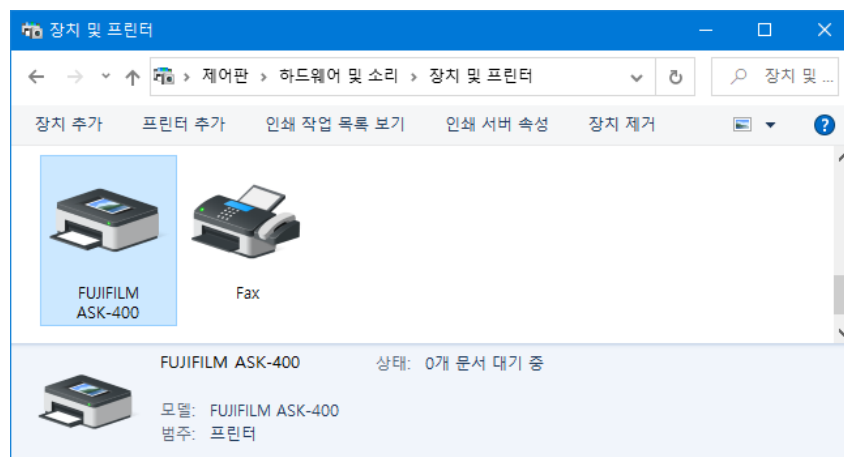 장치 및 프린터
제어판 › 하드웨어 및 소리 › 장치 및 프린터
장치 및 ...
장치 추가 프린터 추가 인쇄 작업 목록 보기 인쇄 서버 속성 장치 제거
FUJIFILM
ASK-400
Fax
FUJIFILM ASK-400 상태: 0개 문서 대기 중
모델: FUJIFILM ASK-400
범주: 프린터